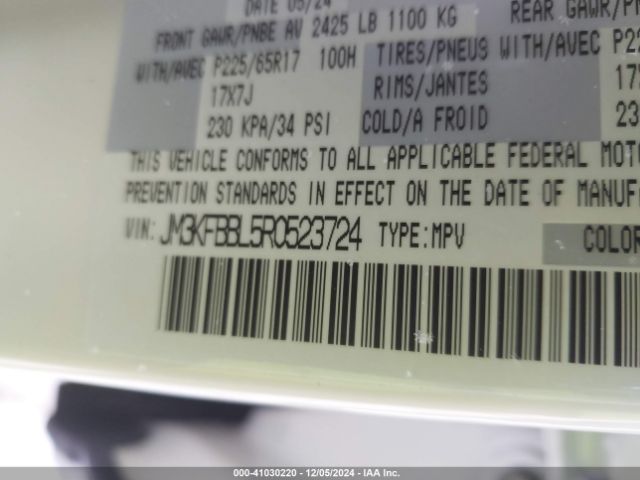 DATE 05/24
FRONT GAWR/PNBE AV 2425 LB 1100 KG
REAR GAWR/PN
WITH/AVEC P225/65R17 100H TIRES/PNEUS WITH/AVEC P22
17X7J RIMS/JANTES 17
230 KPA/34 PSI COLD/A FROID 23
THIS VEHICLE CONFORMS TO ALL APPLICABLE FEDERAL MOTO
PREVENTION STANDARDS IN EFFECT ON THE DATE OF MANUF
VIN: JM3KFBBL5R0523724 TYPE:MPV COLOR
000-41030220 - 12/05/2024 - IAA Inc.